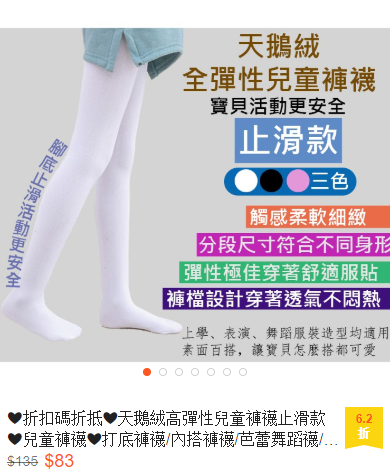 天鵝絨
全彈性兒童褲襪
寶貝活動更安全
止滑款
三色
腳底止滑活動更安全
觸感柔軟細緻
分段尺寸符合不同身形
彈性極佳穿著舒適服貼
褲檔設計穿著透氣不悶熱
上學、表演、舞蹈服裝造型均適用
素面百搭，讓寶貝怎麼搭都可愛
♥折扣碼折抵♥天鵝絨高彈性兒童褲襪止滑款
♥兒童褲襪♥打底褲襪/內搭褲襪/芭蕾舞蹈襪/...
6.2
折
$135 $83